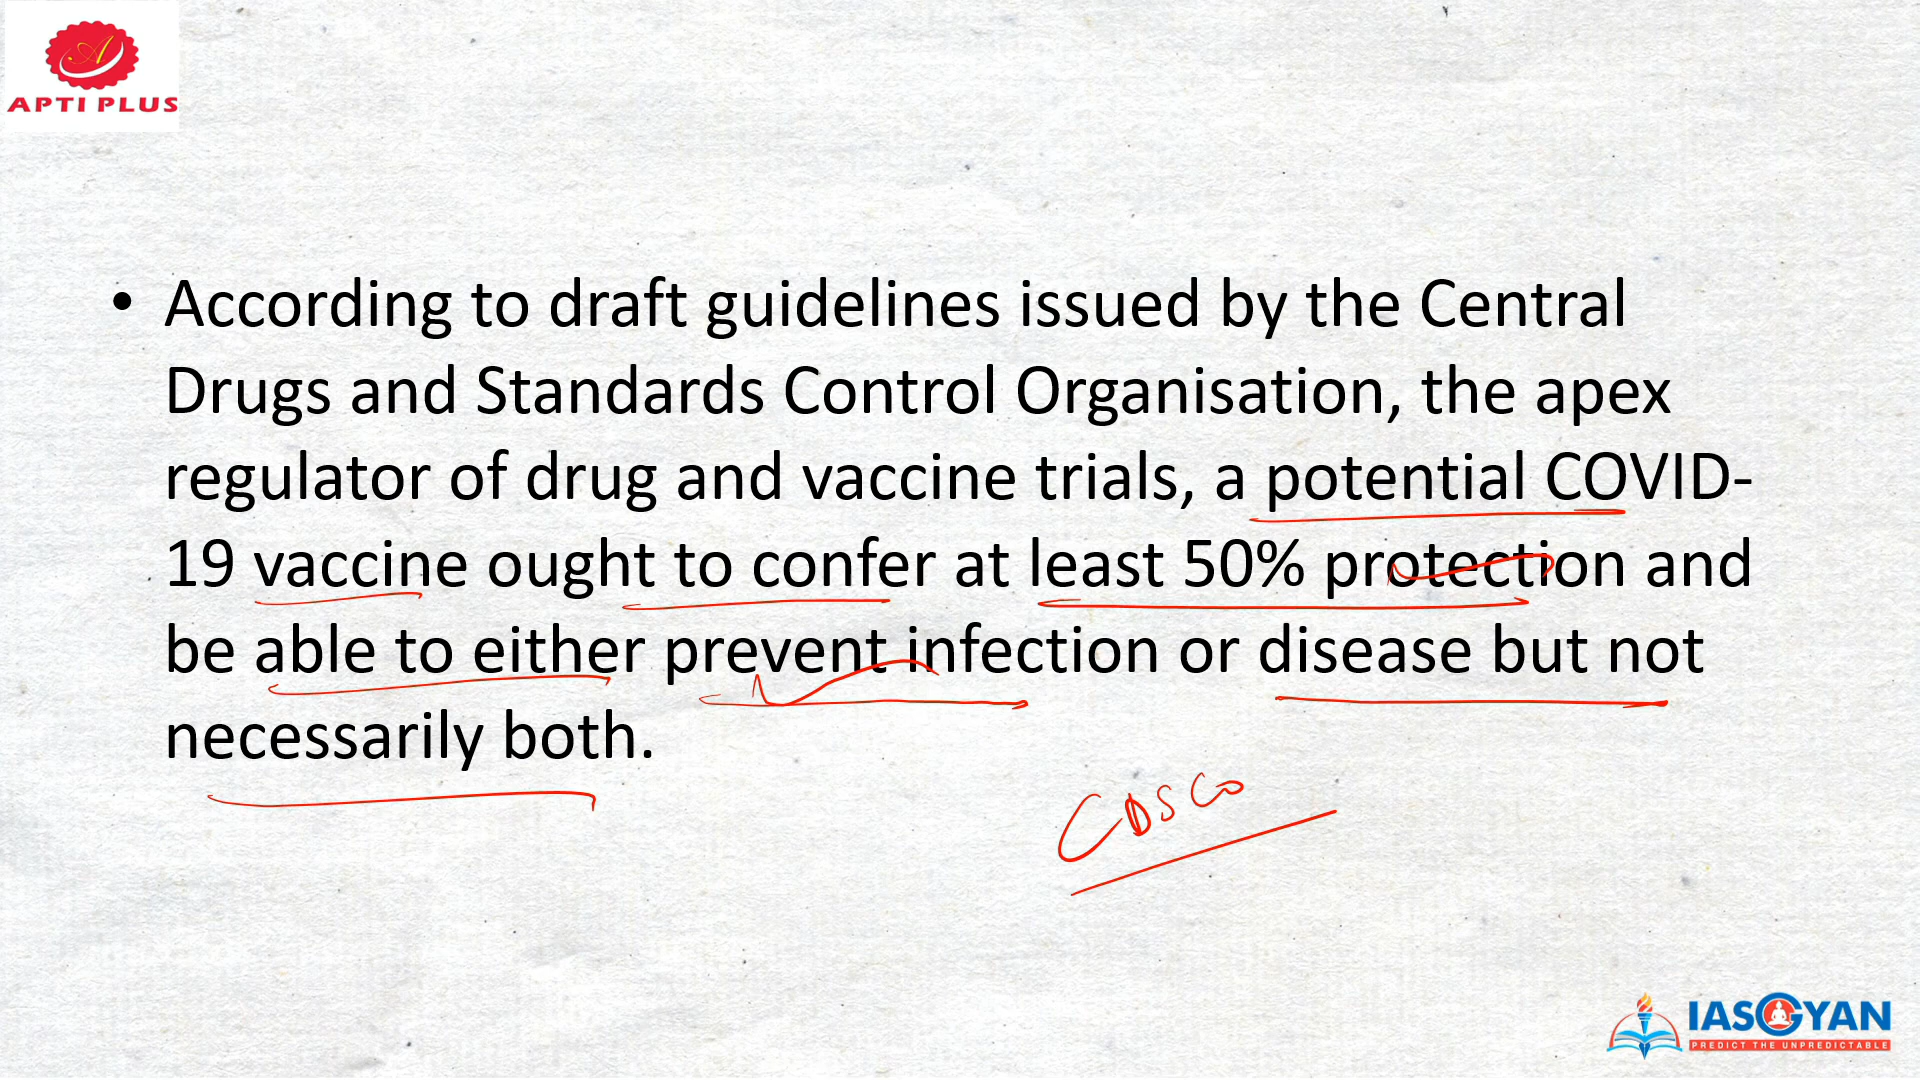 APTI PLUS
• According to draft guidelines issued by the Central
Drugs and Standards Control Organisation, the apex
regulator of drug and vaccine trials, a potential COVID-
19 vaccine ought to confer at least 50% protection and
be able to either prevent infection or disease but not
necessarily both.
CDSCO
IASGYAN
PREDICT THE UNPREDICTABLE